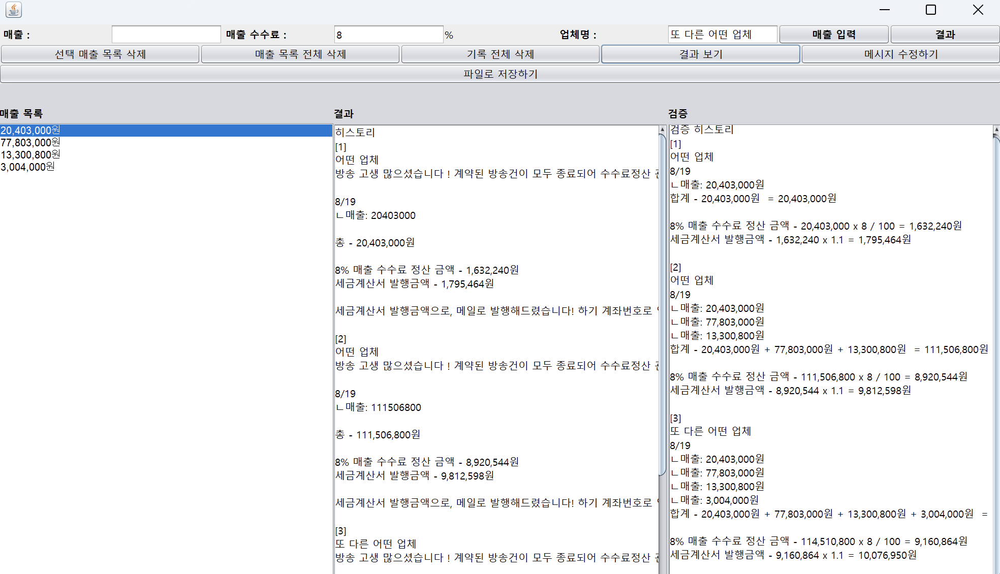 매출 :
매출 수수료 :
8
%
업체명 :
또 다른 어떤 업체
매출 입력
결과
선택 매출 목록 삭제
매출 목록 전체 삭제
기록 전체 삭제
결과 보기
메시지 수정하기
파일로 저장하기
매출 목록
20,403,000원
77,803,000원
13,300,800원
3,004,000원
결과
히스토리
[1]
어떤 업체
방송 고생 많으셨습니다 ! 계약된 방송건이 모두 종료되어 수수료정산
8/19
ㄴ매출: 20403000
총 - 20,403,000원
8% 매출 수수료 정산 금액 - 1,632,240원
세금계산서 발행금액 - 1,795,464원
세금계산서 발행금액으로, 메일로 발행해드렸습니다! 하기 계좌번호로
[2]
어떤 업체
방송 고생 많으셨습니다 ! 계약된 방송건이 모두 종료되어 수수료정산
8/19
ㄴ매출: 111506800
총 - 111,506,800원
8% 매출 수수료 정산 금액 - 8,920,544원
세금계산서 발행금액 - 9,812,598원
세금계산서 발행금액으로, 메일로 발행해드렸습니다! 하기 계좌번호로
[3]
또 다른 어떤 업체
방송 고생 많으셨습니다 ! 계약된 방송건이 모두 종료되어 수수료정산
검증
검증 히스토리
[1]
어떤 업체
8/19
ㄴ매출: 20,403,000원
합계 - 20,403,000원  = 20,403,000원
8% 매출 수수료 정산 금액 - 20,403,000 x 8 / 100 = 1,632,240원
세금계산서 발행금액 - 1,632,240 x 1.1 = 1,795,464원
[2]
어떤 업체
8/19
ㄴ매출: 20,403,000원
ㄴ매출: 77,803,000원
ㄴ매출: 13,300,800원
합계 - 20,403,000원 + 77,803,000원 + 13,300,800원  = 111,506,800원
8% 매출 수수료 정산 금액 - 111,506,800 x 8 / 100 = 8,920,544원
세금계산서 발행금액 - 8,920,544 x 1.1 = 9,812,598원
[3]
또 다른 어떤 업체
8/19
ㄴ매출: 20,403,000원
ㄴ매출: 77,803,000원
ㄴ매출: 13,300,800원
ㄴ매출: 3,004,000원
합계 - 20,403,000원 + 77,803,000원 + 13,300,800원 + 3,004,000원  =
8% 매출 수수료 정산 금액 - 114,510,800 x 8 / 100 = 9,160,864원
세금계산서 발행금액 - 9,160,864 x 1.1 = 10,076,950원